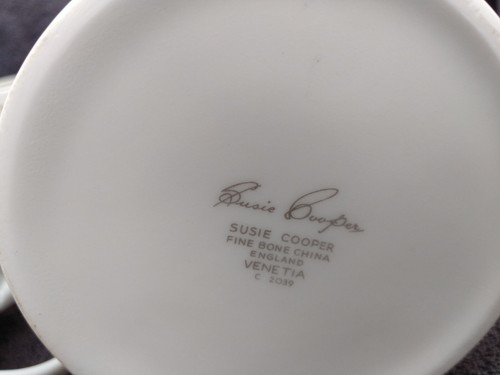 Susie Cooper
SUSIE COOPER
FINE BONE CHINA
ENGLAND
VENETIA
C 2039